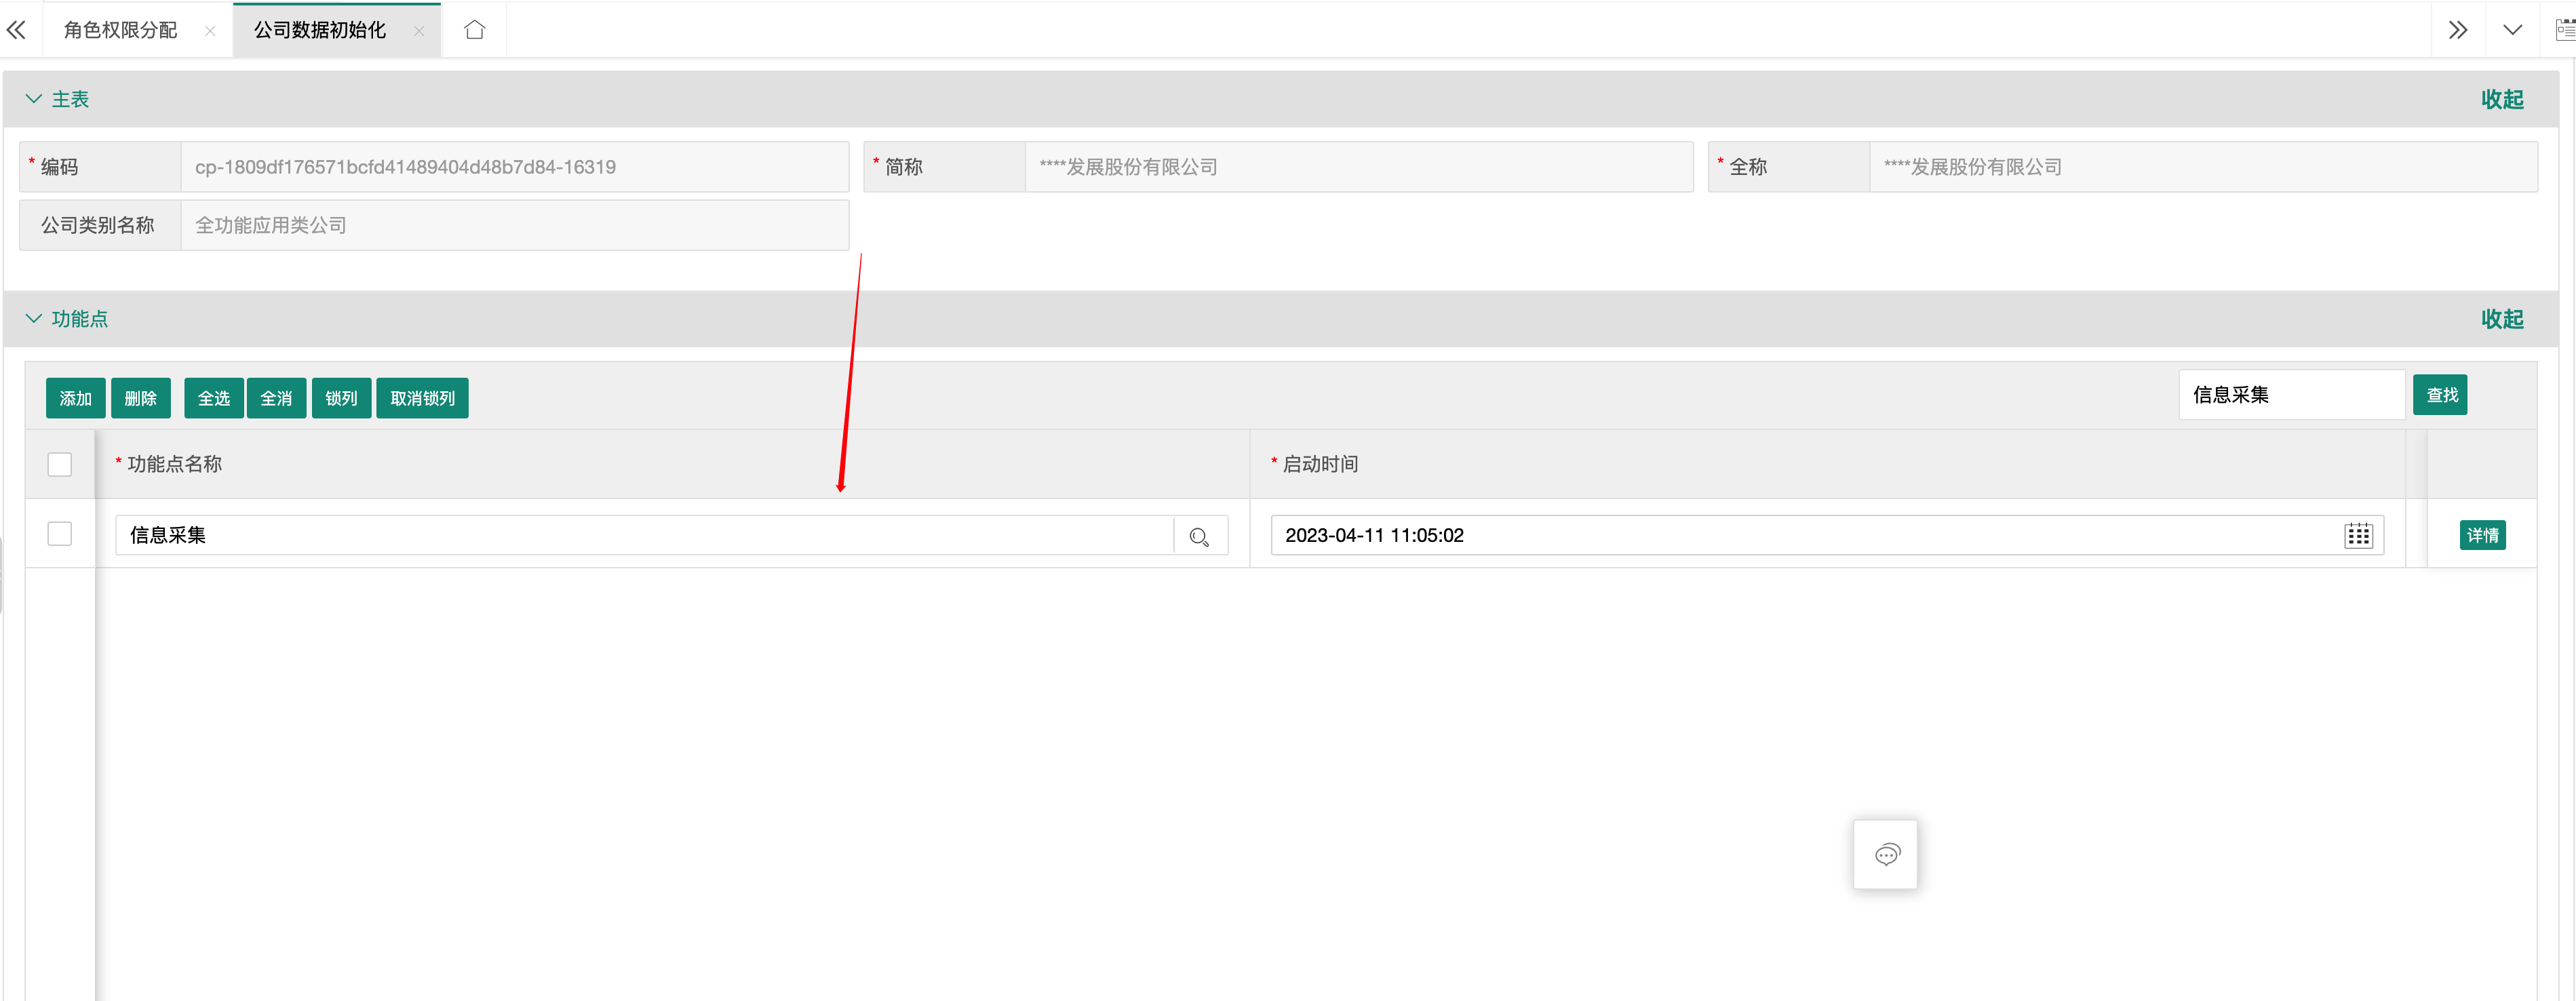 角色权限分配 公司数据初始化
主表 收起
* 编码 cp-1809df176571bcfd41489404d48b7d84-16319 * 简称 ****发展股份有限公司 * 全称 ****发展股份有限公司
公司类别名称 全功能应用类公司
功能点 收起
添加 删除 全选 全消 锁列 取消锁列 信息采集 查找
* 功能点名称 * 启动时间
信息采集 2023-04-11 11:05:02 详情